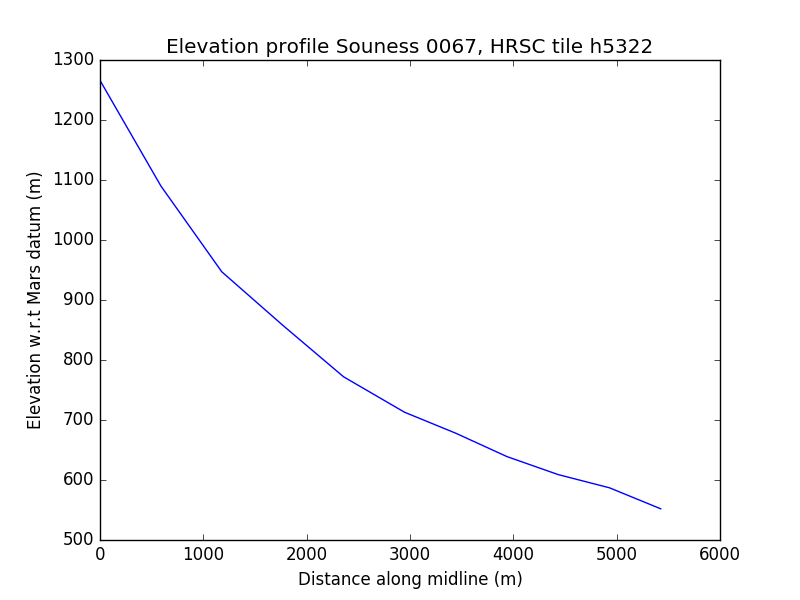 Elevation profile Souness 0067, HRSC tile h5322
1300
1200
1100
1000
900
800
700
600
500
Elevation w.r.t Mars datum (m)
0 1000 2000 3000 4000 5000 6000
Distance along midline (m)